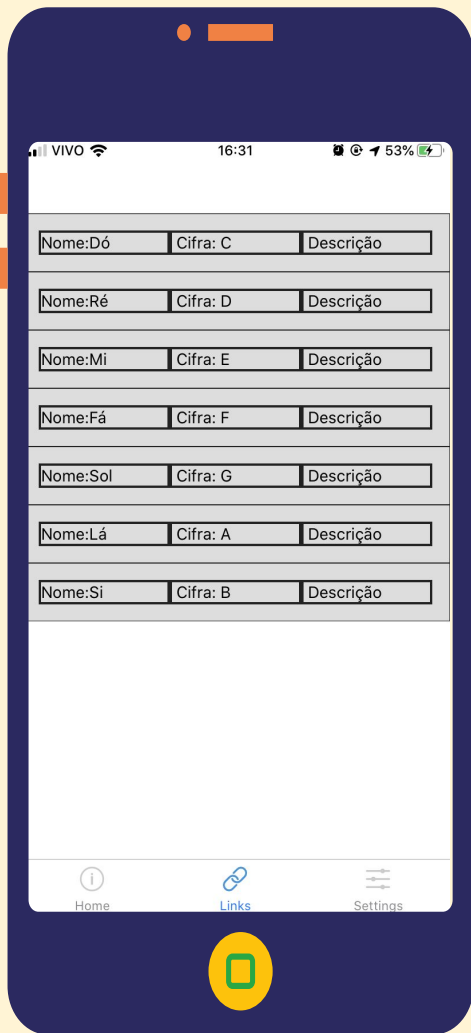 VIVO 16:31 53%
Nome:Dó Cifra: C Descrição
Nome:Ré Cifra: D Descrição
Nome:Mi Cifra: E Descrição
Nome:Fá Cifra: F Descrição
Nome:Sol Cifra: G Descrição
Nome:Lá Cifra: A Descrição
Nome:Si Cifra: B Descrição
Home Links Settings